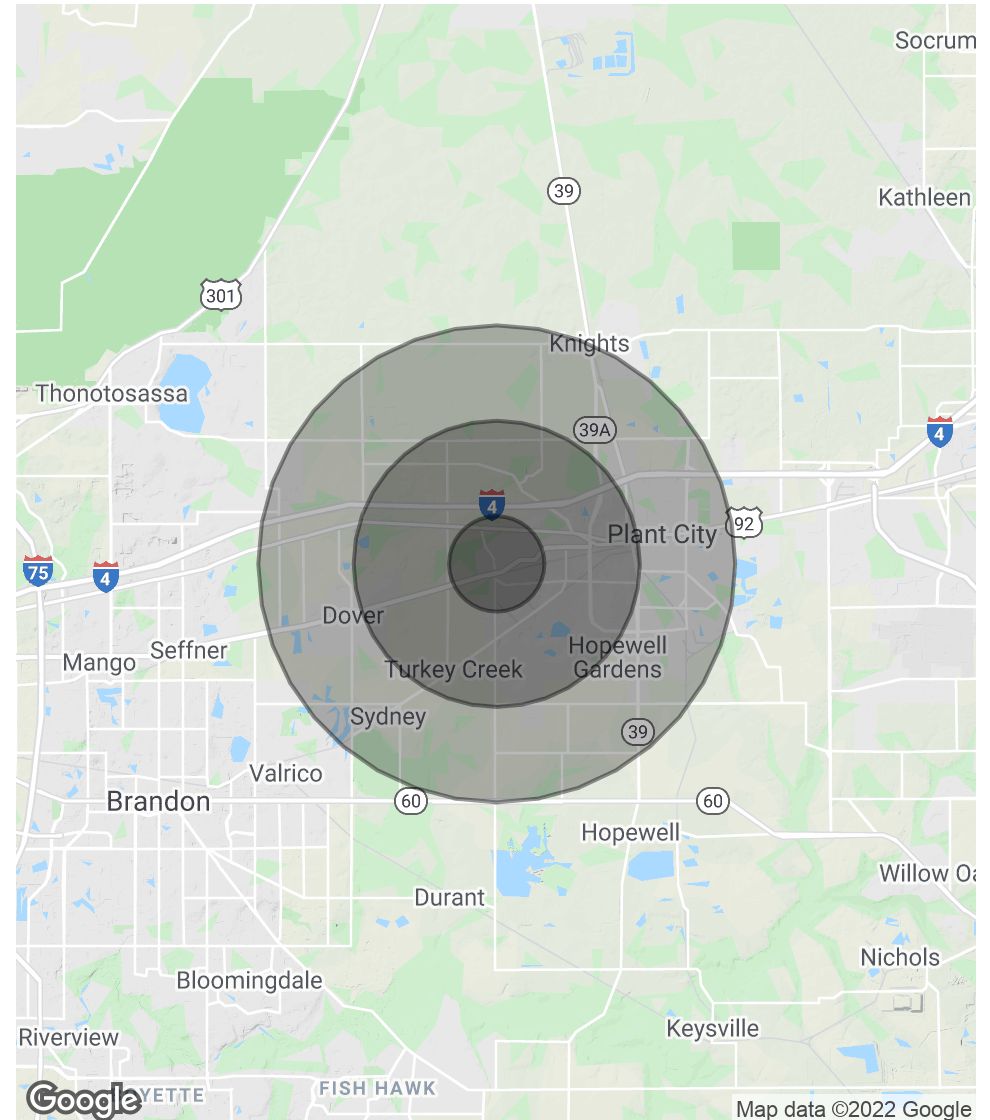 Socrum
39
Kathleen
301
Knights
Thonotosassa
39A
4
4
Plant City
92
75
4
Dover
Seffner
Mango
Hopewell
Gardens
Turkey Creek
Sydney
39
Valrico
Brandon
60
60
Hopewell
Willow Oa
Durant
Nichols
Bloomingdale
Keysville
Riverview
FISH HAWK
YETTE
Google
Map data ©2022 Google